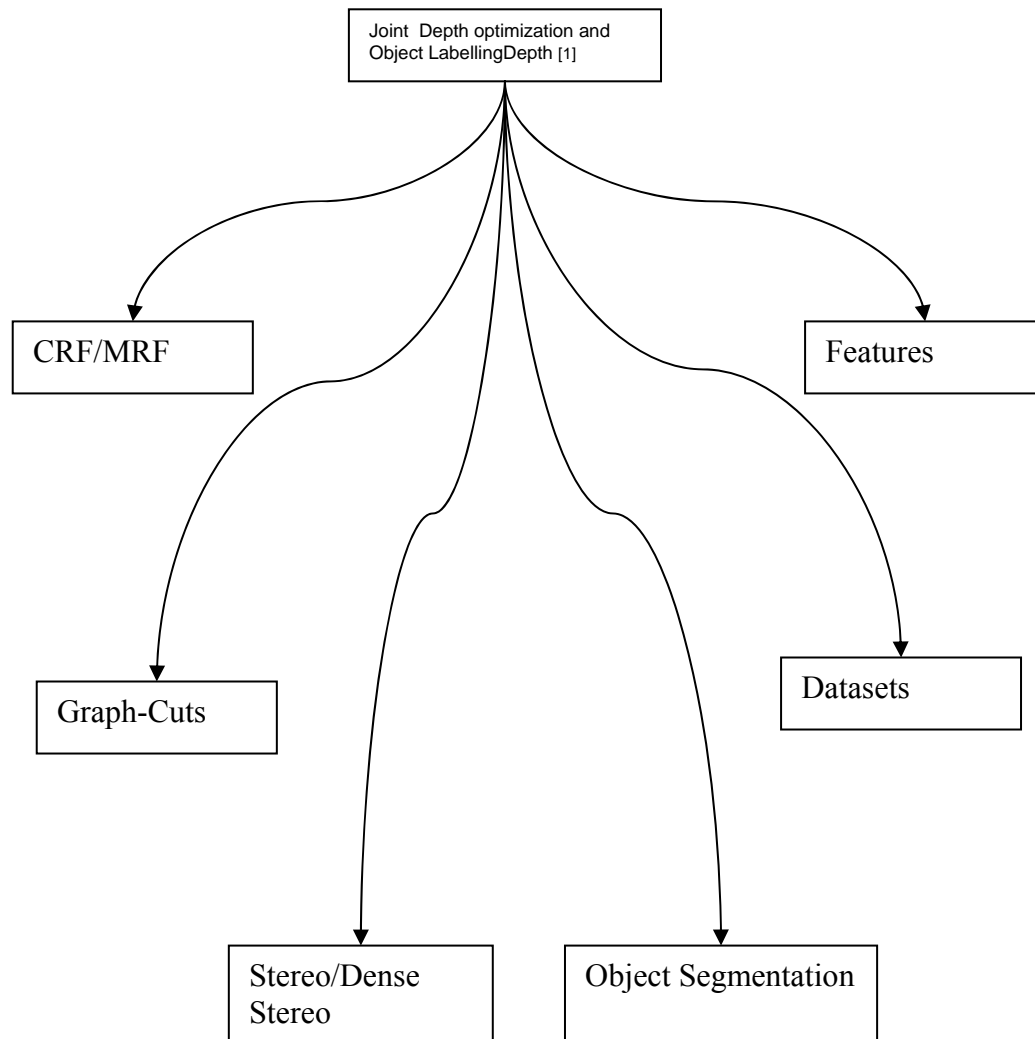 Joint Depth optimization and
Object LabellingDepth [1]
CRF/MRF
Features
Graph-Cuts
Datasets
Stereo/Dense
Stereo
Object Segmentation